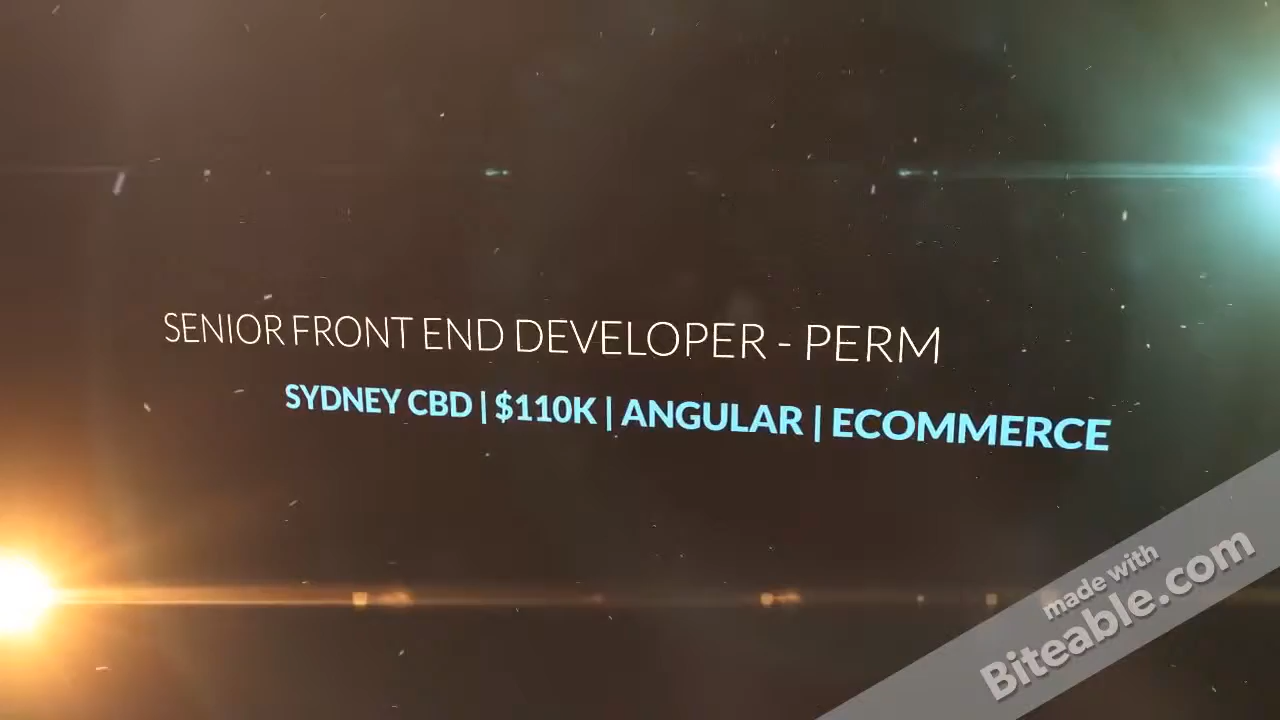 SENIOR FRONT END DEVELOPER - PERM
SYDNEY CBD | $110K | ANGULAR | ECOMMERCE
made with
Biteable.com